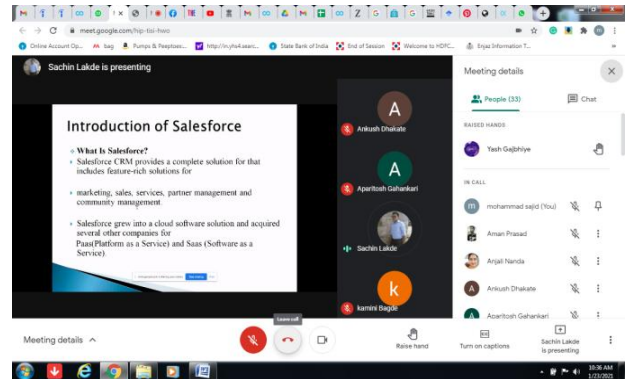 meet.google.com/hip-tsi-hwo
Online Account Op...
bag
Pumps & Peeptoes:...
State Bank of India
End of Session
Welcome to HDFC...
Enjaz Information T...
Sachin Lakde is presenting
Introduction of Salesforce
What Is Salesforce?
Salesforce CRM provides a complete solution for that
includes feature-rich solutions for
marketing, sales, services, partner management and
community management
Salesforce grew into a cloud software solution and acquired
several other companies for
Paas(Platform as a Service) and Saas (Software as a
Service)
A
Ankush Dhakate
A
Aparitosh Gahankari
Sachin Lakde
k
kamini Bagde
Meeting details
People (33)
Chat
RAISED HANDS
Yash Gajbhiye
IN CALL
m
mohammad sajid (You)
Aman Prasad
Anjali Nanda
A
Ankush Dhakate
A
Aparitosh Gahankari
Leave call
Meeting details
Raise hand
Turn on captions
Sachin Lakde
is presenting
10:36 AM
1/23/2021